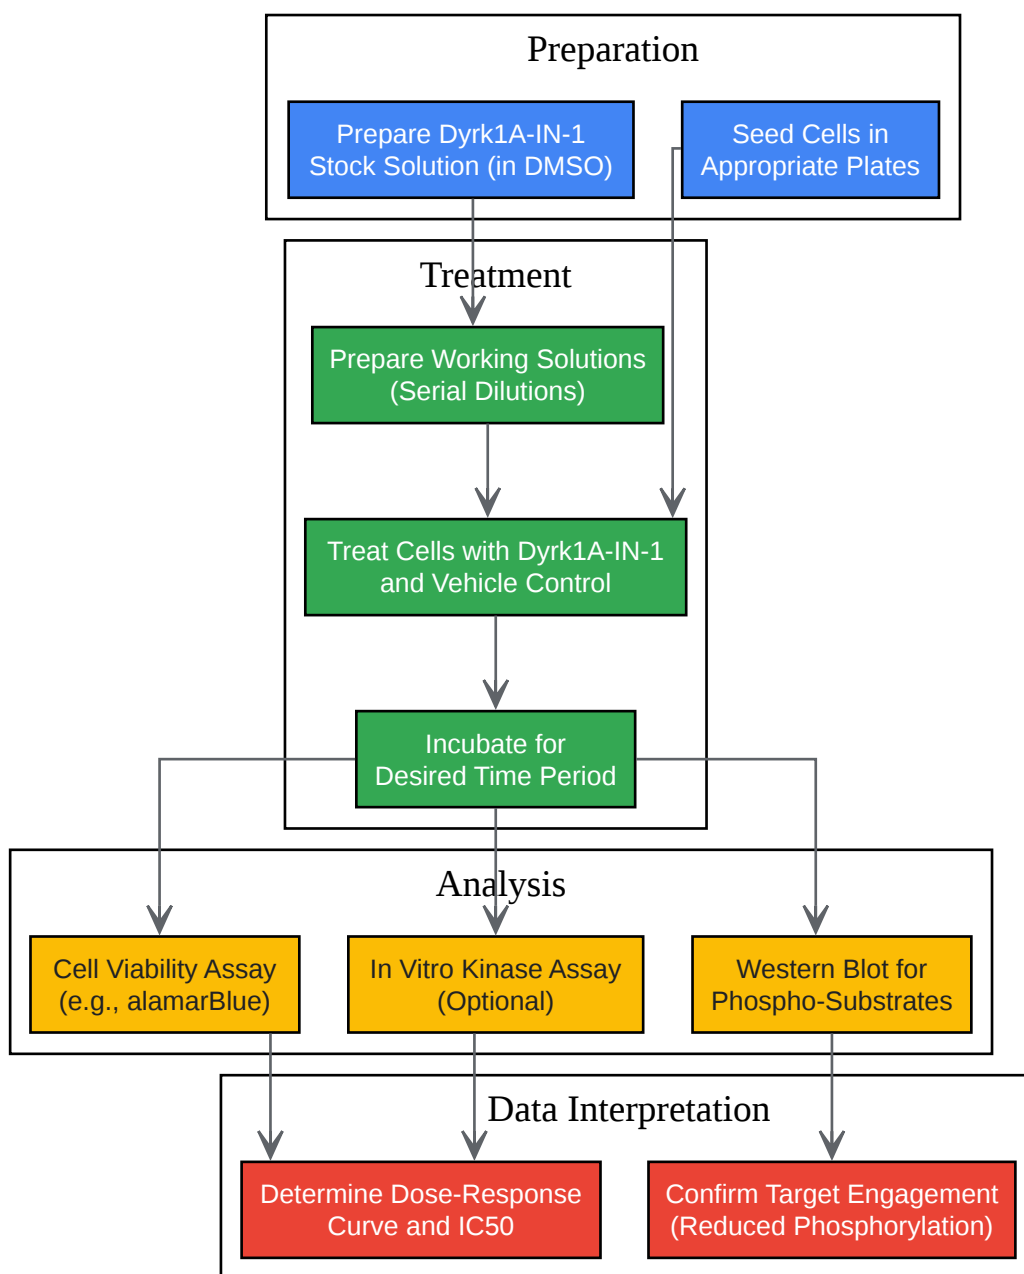 Preparation
Prepare Dyrk1A-IN-1
Stock Solution (in DMSO)
Seed Cells in
Appropriate Plates
Treatment
Prepare Working Solutions
(Serial Dilutions)
Treat Cells with Dyrk1A-IN-1
and Vehicle Control
Incubate for
Desired Time Period
Analysis
Cell Viability Assay
(e.g., alamarBlue)
In Vitro Kinase Assay
(Optional)
Western Blot for
Phospho-Substrates
Data Interpretation
Determine Dose-Response
Curve and IC50
Confirm Target Engagement
(Reduced Phosphorylation)